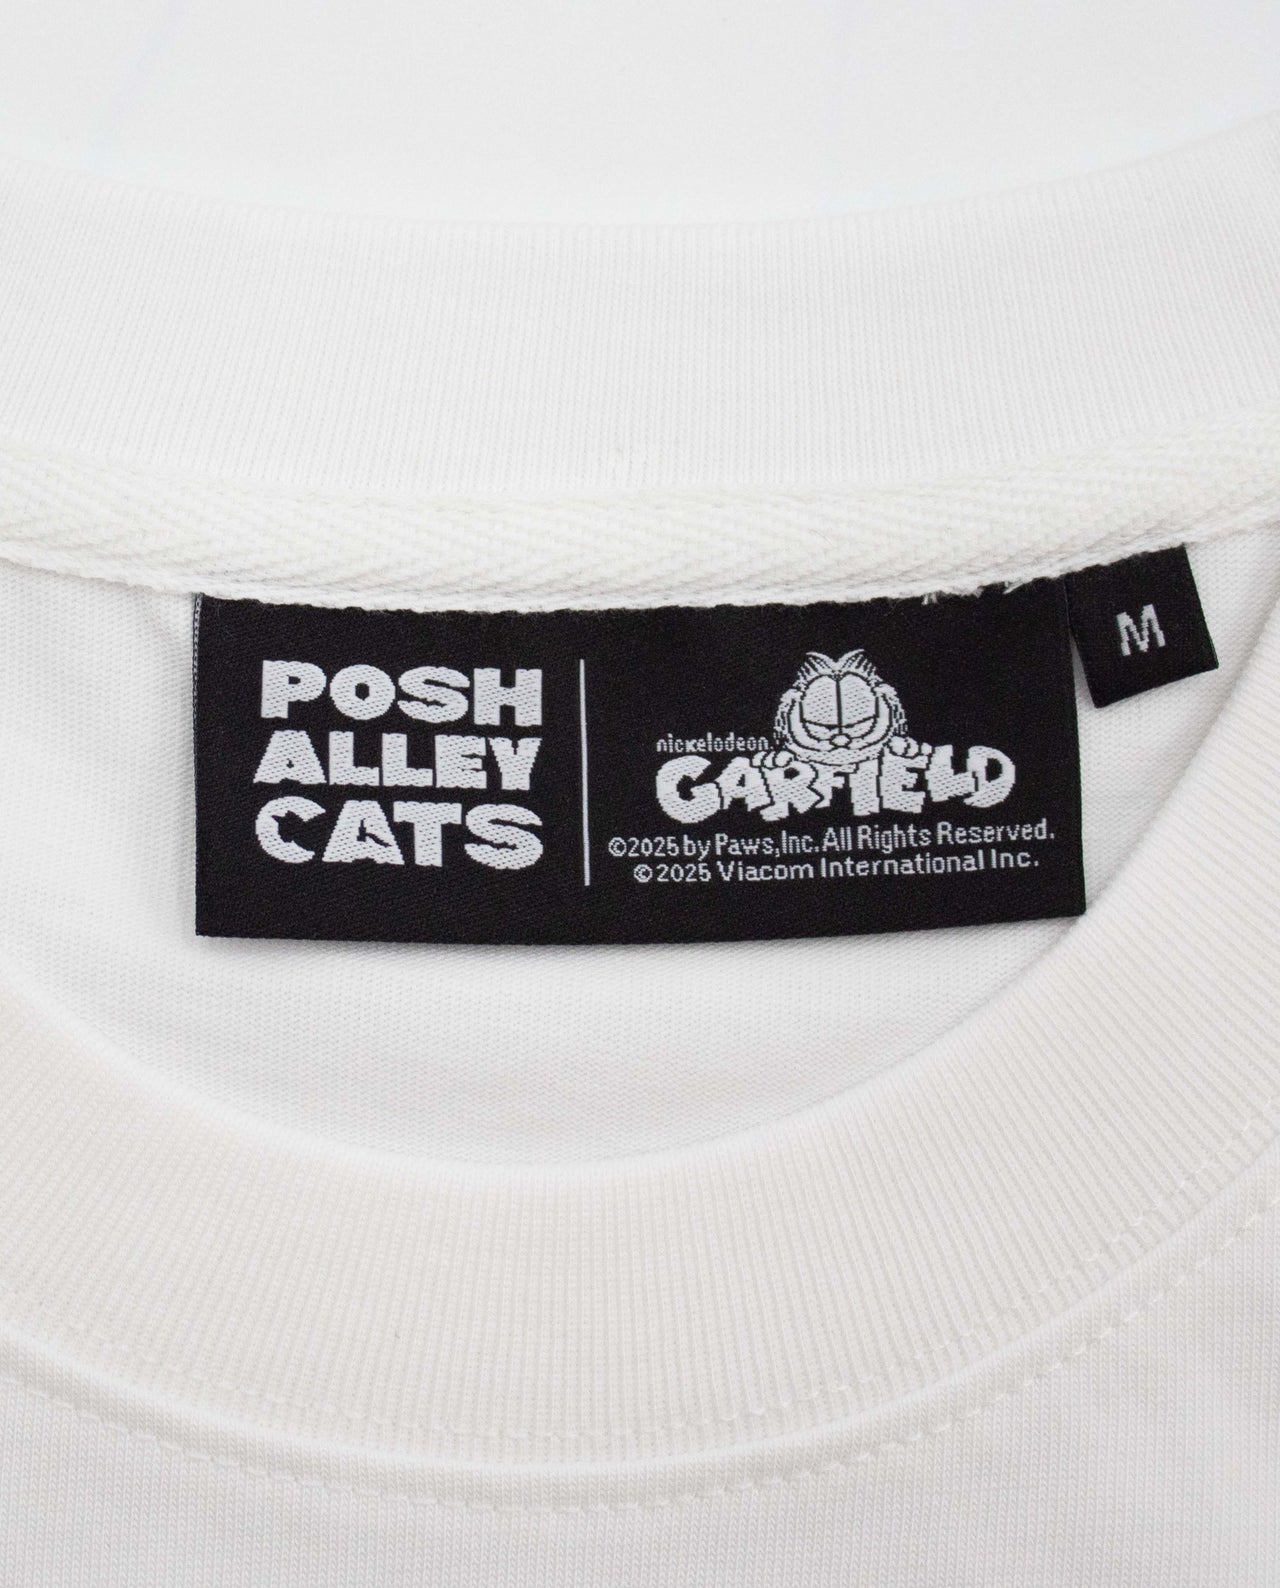 POSH
ALLEY
CATS
nickelodeon
GARFIELD
©2025 by Paws, Inc. All Rights Reserved.
©2025 Viacom International Inc.
M